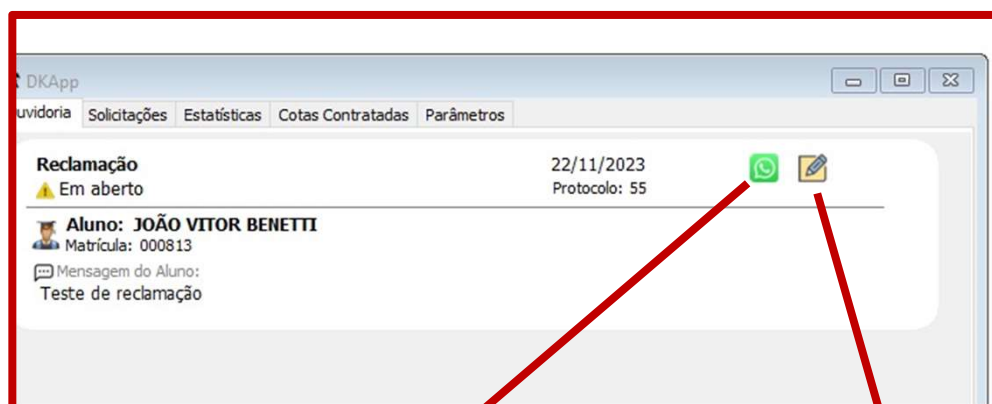 DKApp
uvidoria Solicitações Estatísticas Cotas Contratadas Parâmetros
Reclamação 22/11/2023
Em aberto Protocolo: 55
Aluno: JOÃO VITOR BENETTI
Matrícula: 000813
Mensagem do Aluno:
Teste de reclamação